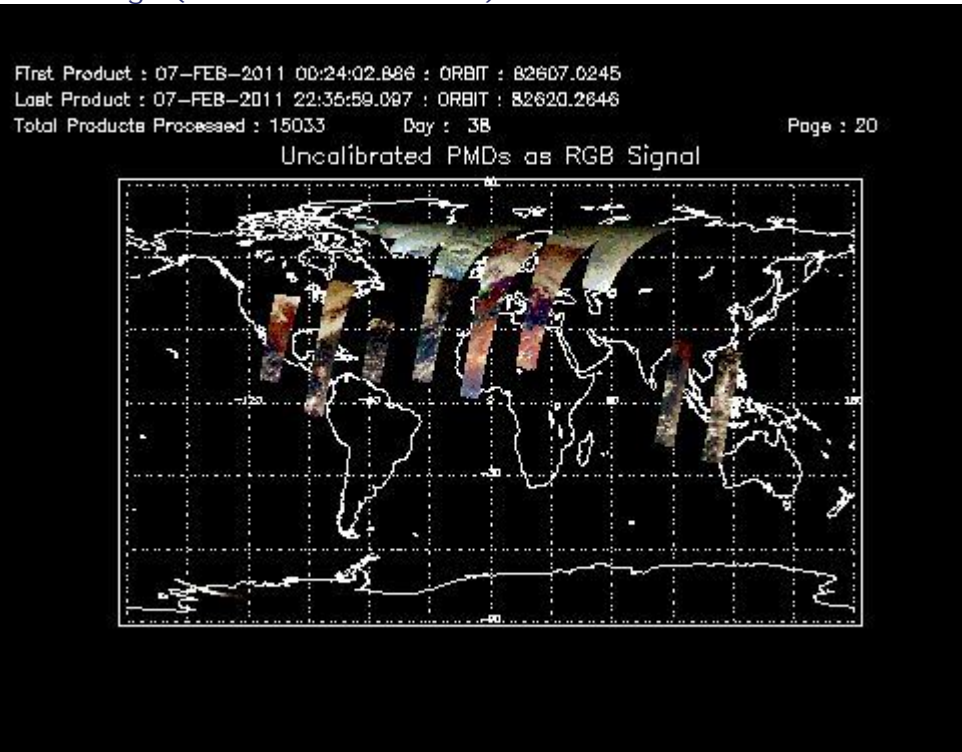 First Product : 07-FEB-2011 00:24:02.886 : ORBIT : 82607.0245
Last Product : 07-FEB-2011 22:35:59.097 : ORBIT : 82620.2646
Total Products Processed : 15033 Day : 38 Page : 20
Uncalibrated PMDs as RGB Signal